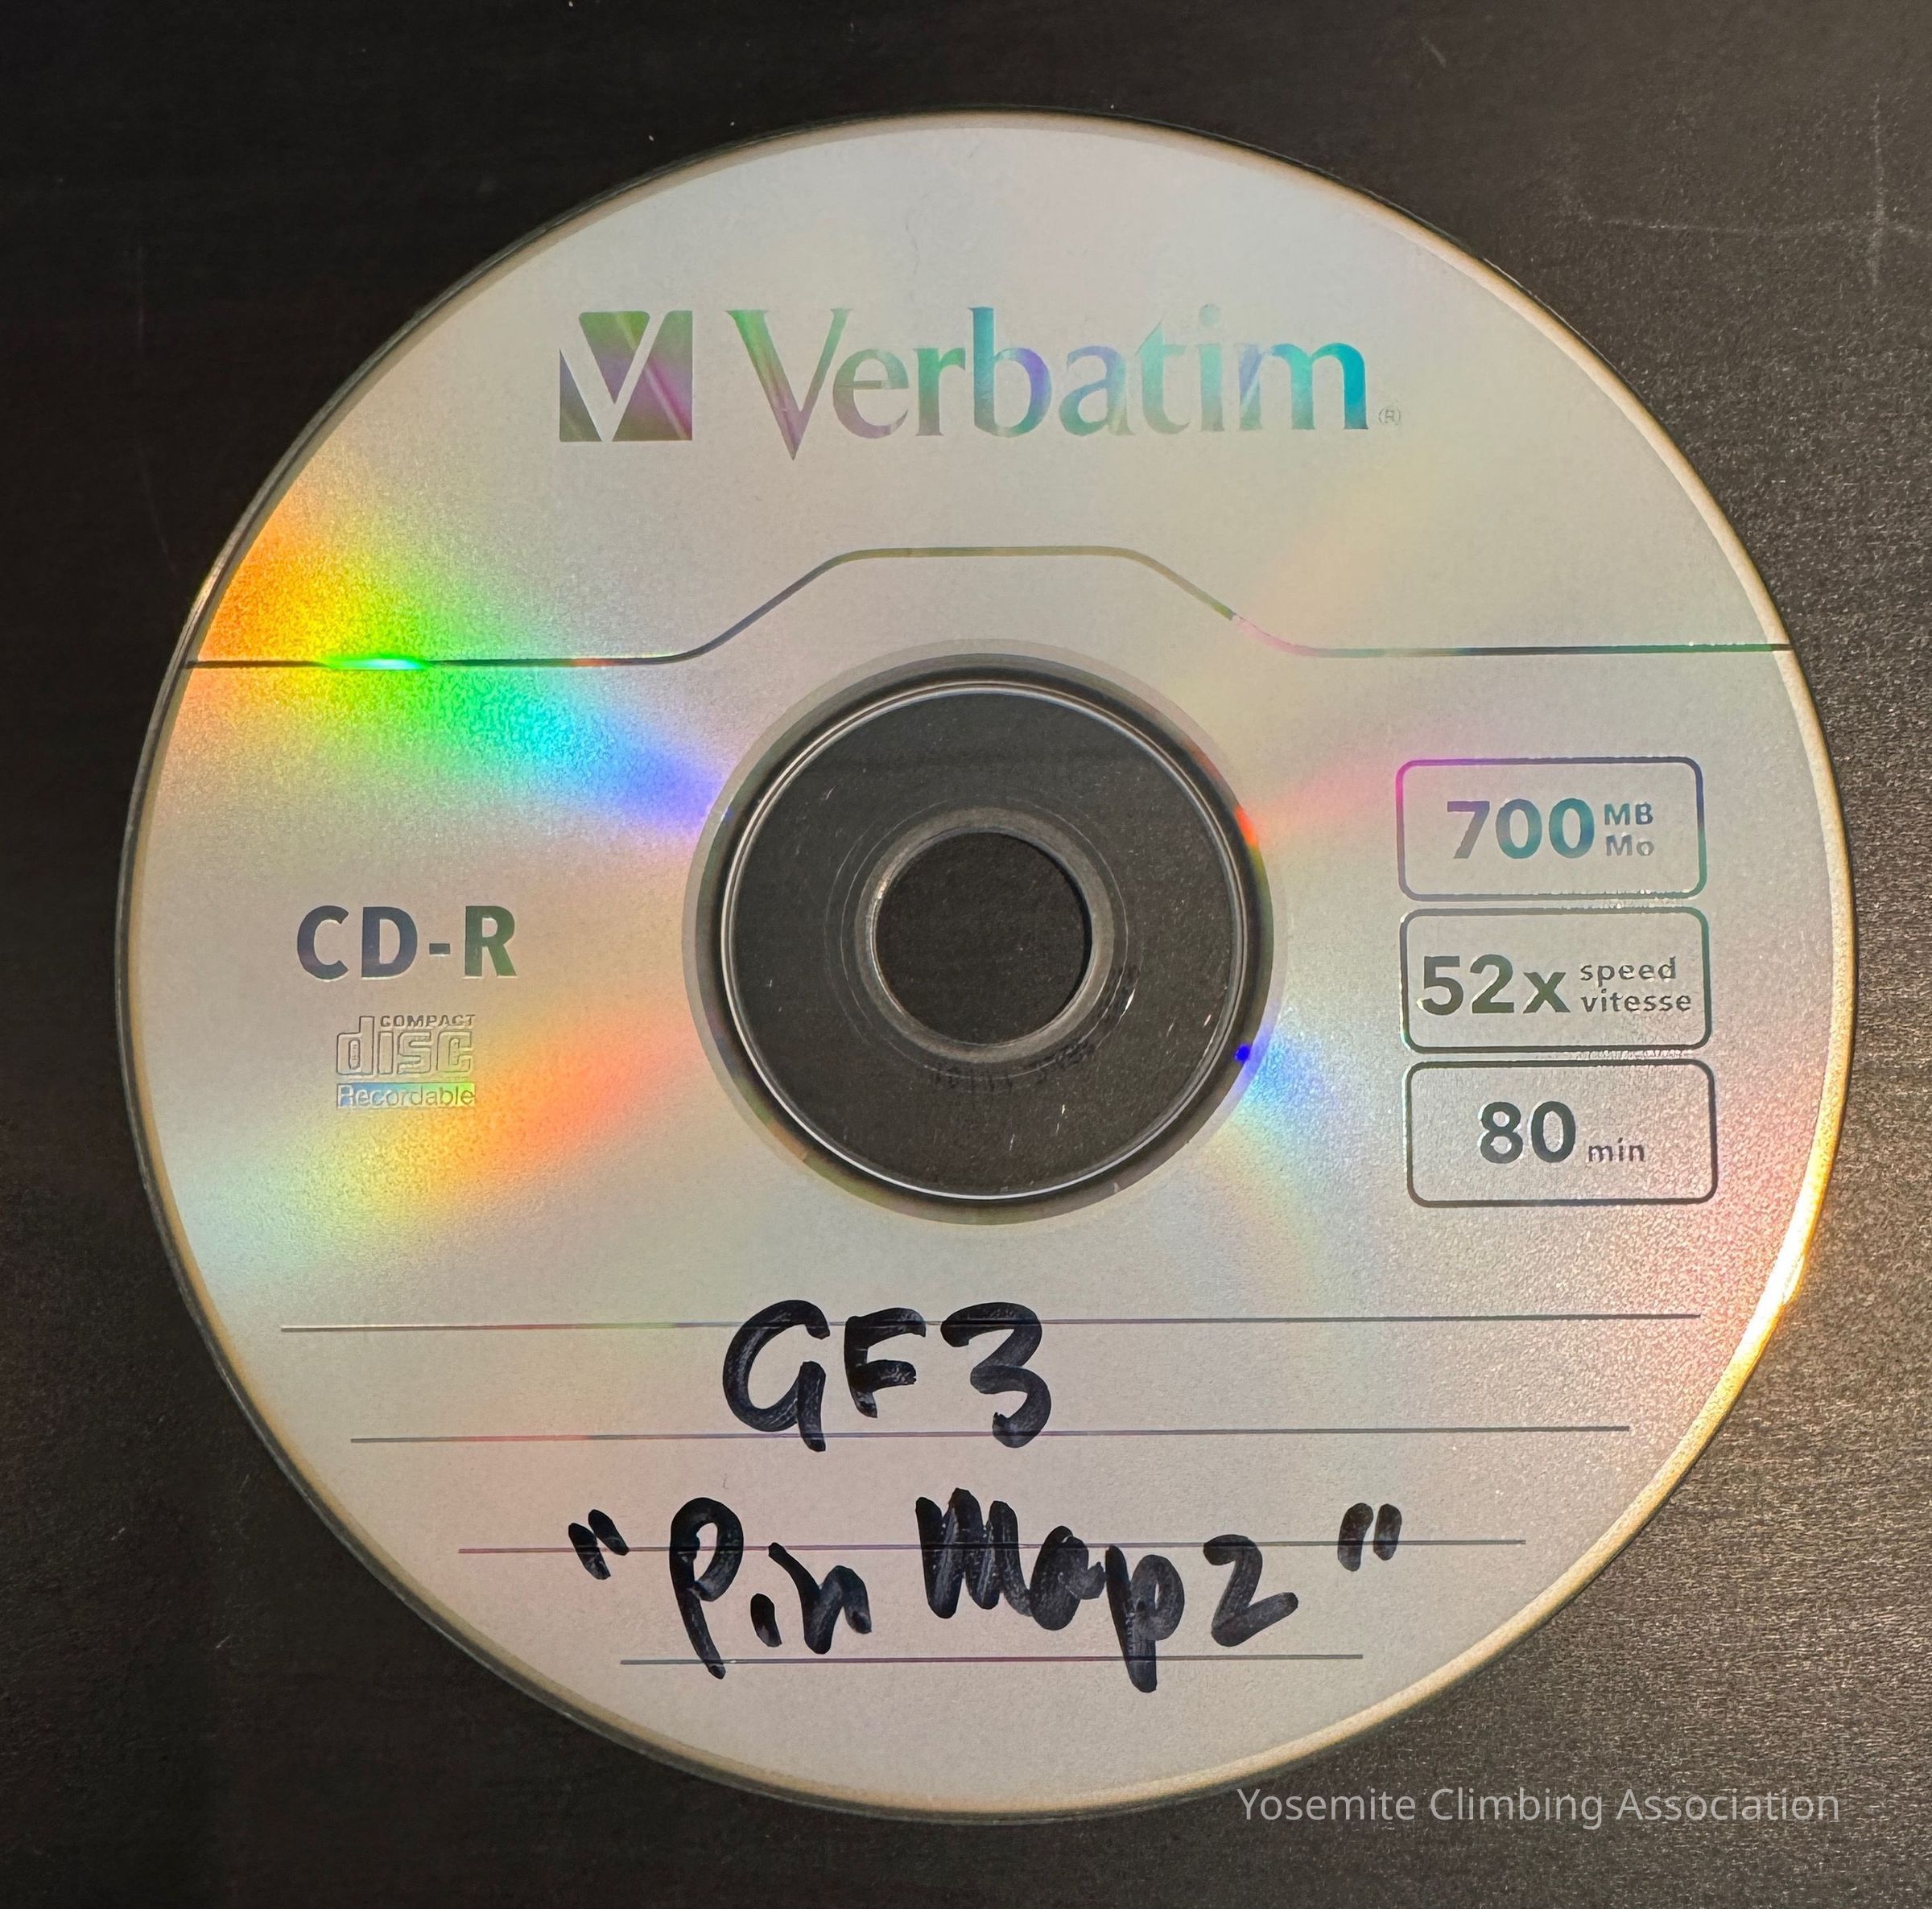 Verbatim®
700 MB Mo
CD-R
52x speed vitesse
COMPACT
disc
Recordable
80 min
GF3
"Pin Map2"
Yosemite Climbing Association